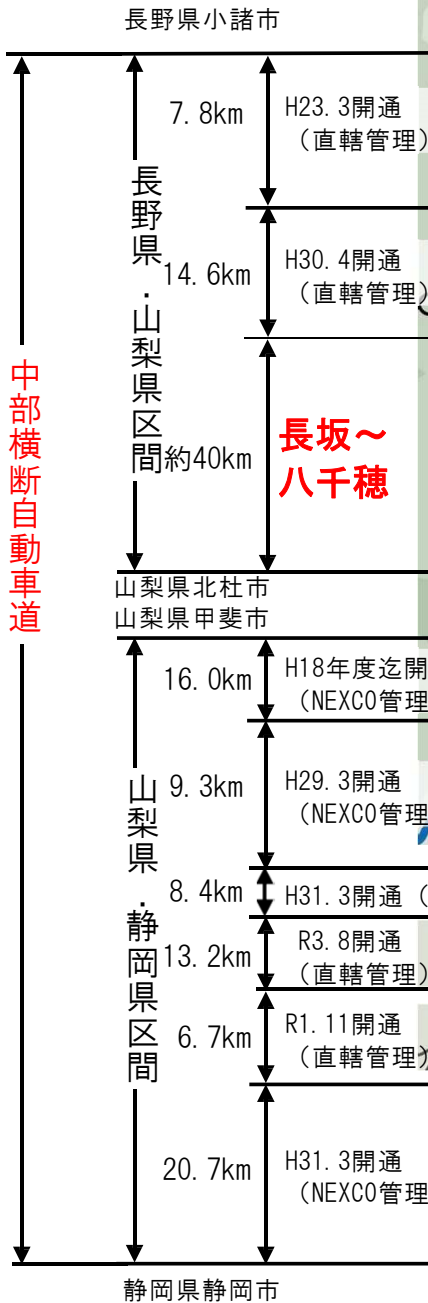 長野県小諸市
中部横断自動車道
長野県・山梨県区間
7.8km
H23.3開通
（直轄管理）
14.6km
H30.4開通
（直轄管理）
約40km
長坂～
八千穂
山梨県北杜市
山梨県甲斐市
山梨県・静岡県区間
16.0km
H18年度迄開
（NEXCO管理
9.3km
H29.3開通
（NEXCO管理
8.4km
H31.3開通（
13.2km
R3.8開通
（直轄管理）
6.7km
R1.11開通
（直轄管理）
20.7km
H31.3開通
（NEXCO管理
静岡県静岡市